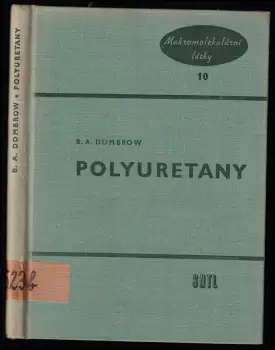 B. A. DOMBROW • POLYURETANY
Makromolekulární
látky
10
B. A. DOMBROW
POLYURETANY
SNTL